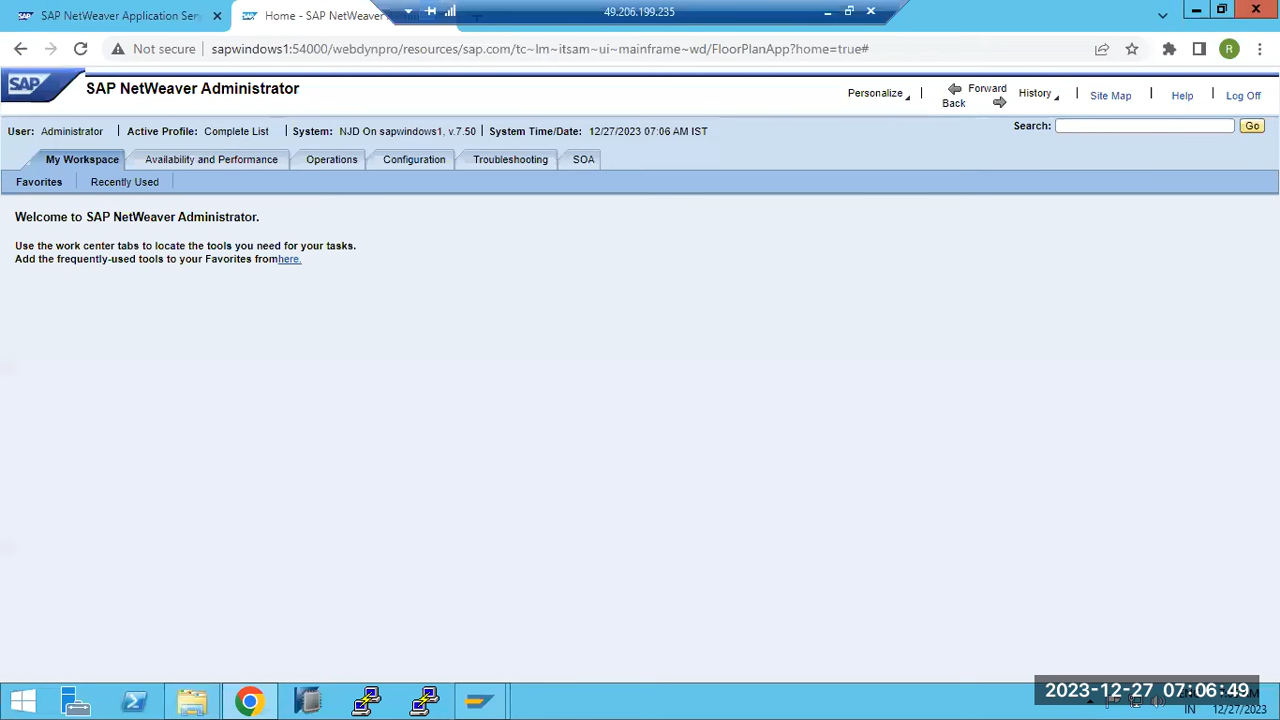 SAP NetWeaver Application Serv
Home - SAP NetWeaver
49.206.199.235
Not secure
sapwindows1:54000/webdynpro/resources/sap.com/tc~lm~itsam~ui~mainframe~wd/FloorPlanApp?home=true#
R
SAP
SAP NetWeaver Administrator
Personalize
Back
Forward
History
Site Map
Help
Log Off
User: Administrator
Active Profile: Complete List
System: NJD On sapwindows1, v.7.50
System Time/Date: 12/27/2023 07:06 AM IST
Search:
Go
My Workspace
Availability and Performance
Operations
Configuration
Troubleshooting
SOA
Favorites
Recently Used
Welcome to SAP NetWeaver Administrator.
Use the work center tabs to locate the tools you need for your tasks.
Add the frequently-used tools to your Favorites fromhere.
2023-12-27 07:06:49
IN
12/27/2023